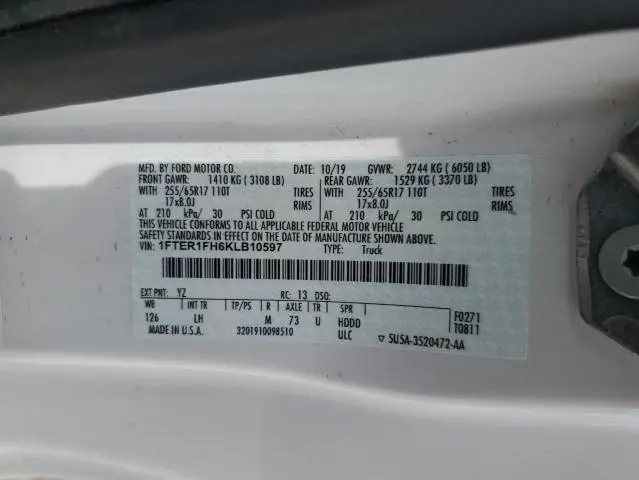 MFD. BY FORD MOTOR CO. DATE: 10/19 GVWR: 2744 KG ( 6050 LB)
FRONT GAWR: 1410 KG ( 3108 LB) REAR GAWR: 1529 KG ( 3370 LB)
WITH 255/65R17 110T TIRES WITH 255/65R17 110T TIRES
17x8.0J RIMS 17x8.0J RIMS
AT 210 kPa/ 30 PSI COLD AT 210 kPa/ 30 PSI COLD
THIS VEHICLE CONFORMS TO ALL APPLICABLE FEDERAL MOTOR VEHICLE
SAFETY STANDARDS IN EFFECT ON THE DATE OF MANUFACTURE SHOWN ABOVE.
VIN: 1FTER1FH6KLB10597 TYPE: Truck
EXT PNT: YZ RC: 13 DSO:
WB INT TR TP/PS R AXLE TR SPR
126 LH M 73 U HDDD F0271
T0811
MADE IN U.S.A. 3201910098510 ULC ▽ 5U5A-3520472-AA